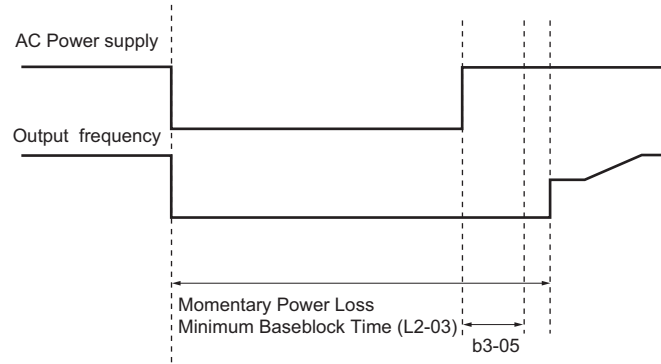 AC Power supply
Output frequency
Momentary Power Loss
Minimum Baseblock Time (L2-03)
b3-05